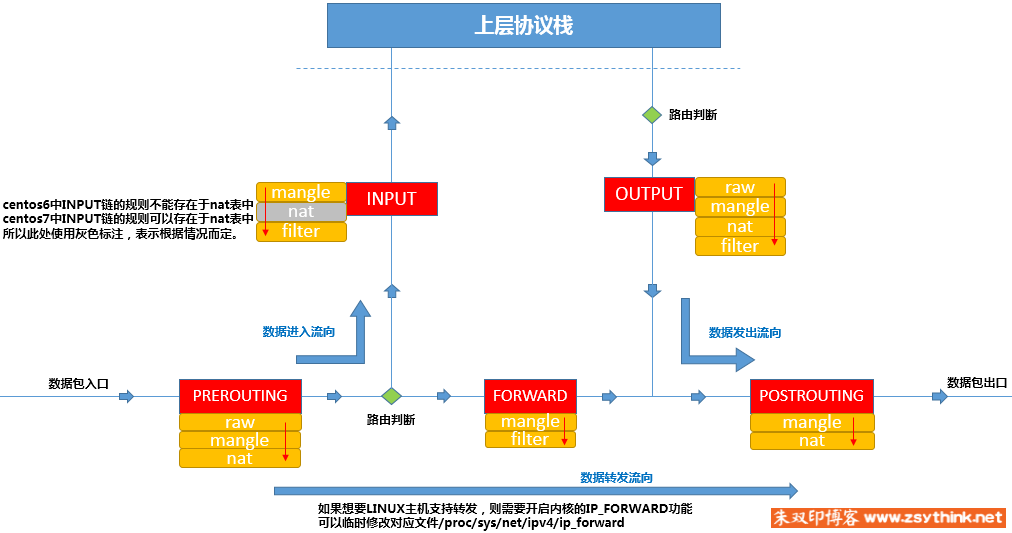 上层协议栈
路由判断
mangle
nat
filter
INPUT
OUTPUT
raw
mangle
nat
filter
centos6中INPUT链的规则不能存在于nat表中
centos7中INPUT链的规则可以存在于nat表中
所以此处使用灰色标注，表示根据情况而定。
数据进入流向
数据发出流向
数据包入口
PREROUTING
raw
mangle
nat
路由判断
FORWARD
mangle
filter
POSTROUTING
mangle
nat
数据包出口
数据转发流向
如果想要LINUX主机支持转发，则需要开启内核的IP_FORWARD功能
可以临时修改对应文件/proc/sys/net/ipv4/ip_forward
朱双印博客 www.zsythink.net